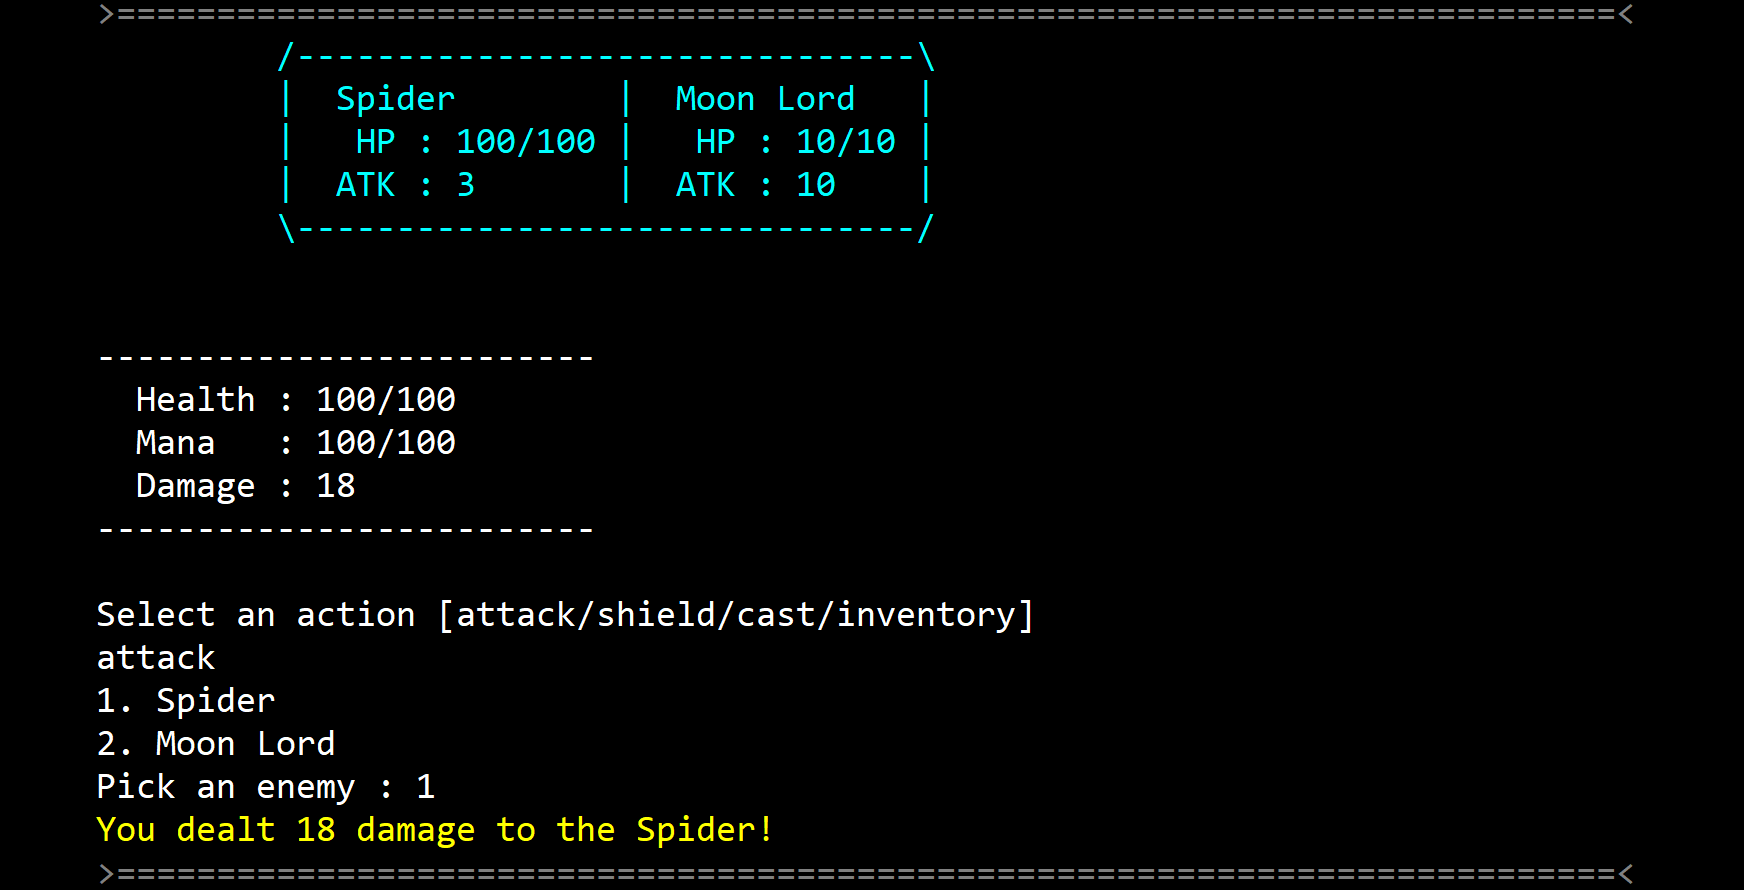 >===========================================================================<
/-------------------------------\
|  Spider        |  Moon Lord   |
|   HP : 100/100 |   HP : 10/10 |
|  ATK : 3       |  ATK : 10    |
\-------------------------------/
-------------------------
Health : 100/100
Mana   : 100/100
Damage : 18
-------------------------
Select an action [attack/shield/cast/inventory]
attack
1. Spider
2. Moon Lord
Pick an enemy : 1
You dealt 18 damage to the Spider!
>===========================================================================<